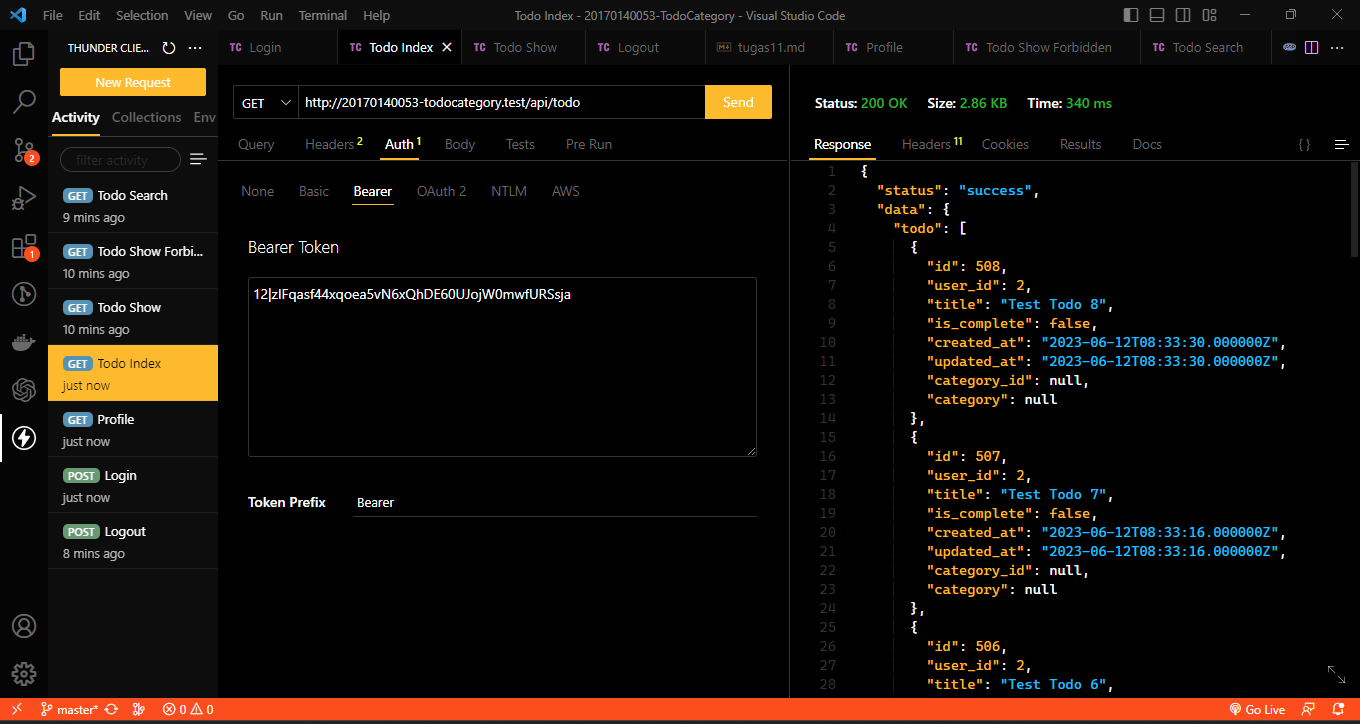 File Edit Selection View Go Run Terminal Help
Todo Index - 20170140053-TodoCategory - Visual Studio Code
THUNDER CLIE... ...
TC Login
TC Todo Index
TC Todo Show
TC Logout
tugas11.md
TC Profile
TC Todo Show Forbidden
TC Todo Search
New Request
Activity Collections Env
filter activity
GET Todo Search
9 mins ago
GET Todo Show Forbi...
10 mins ago
GET Todo Show
10 mins ago
GET Todo Index
just now
GET Profile
just now
POST Login
just now
POST Logout
8 mins ago
2
1
GET http://20170140053-todocategory.test/api/todo Send
Query Headers 2 Auth 1 Body Tests Pre Run
None Basic Bearer OAuth 2 NTLM AWS
Bearer Token
12|zIFqasf44xqoea5vN6xQhDE60UJojW0mwfURSsja
Token Prefix Bearer
Status: 200 OK Size: 2.86 KB Time: 340 ms
Response Headers 11 Cookies Results Docs { }
1 {
2 "status": "success",
3 "data": {
4 "todo": [
5 {
6 "id": 508,
7 "user_id": 2,
8 "title": "Test Todo 8",
9 "is_complete": false,
10 "created_at": "2023-06-12T08:33:30.000000Z",
11 "updated_at": "2023-06-12T08:33:30.000000Z",
12 "category_id": null,
13 "category": null
14 },
15 {
16 "id": 507,
17 "user_id": 2,
18 "title": "Test Todo 7",
19 "is_complete": false,
20 "created_at": "2023-06-12T08:33:16.000000Z",
21 "updated_at": "2023-06-12T08:33:16.000000Z",
22 "category_id": null,
23 "category": null
24 },
25 {
26 "id": 506,
27 "user_id": 2,
28 "title": "Test Todo 6",
master* 0 0 Go Live